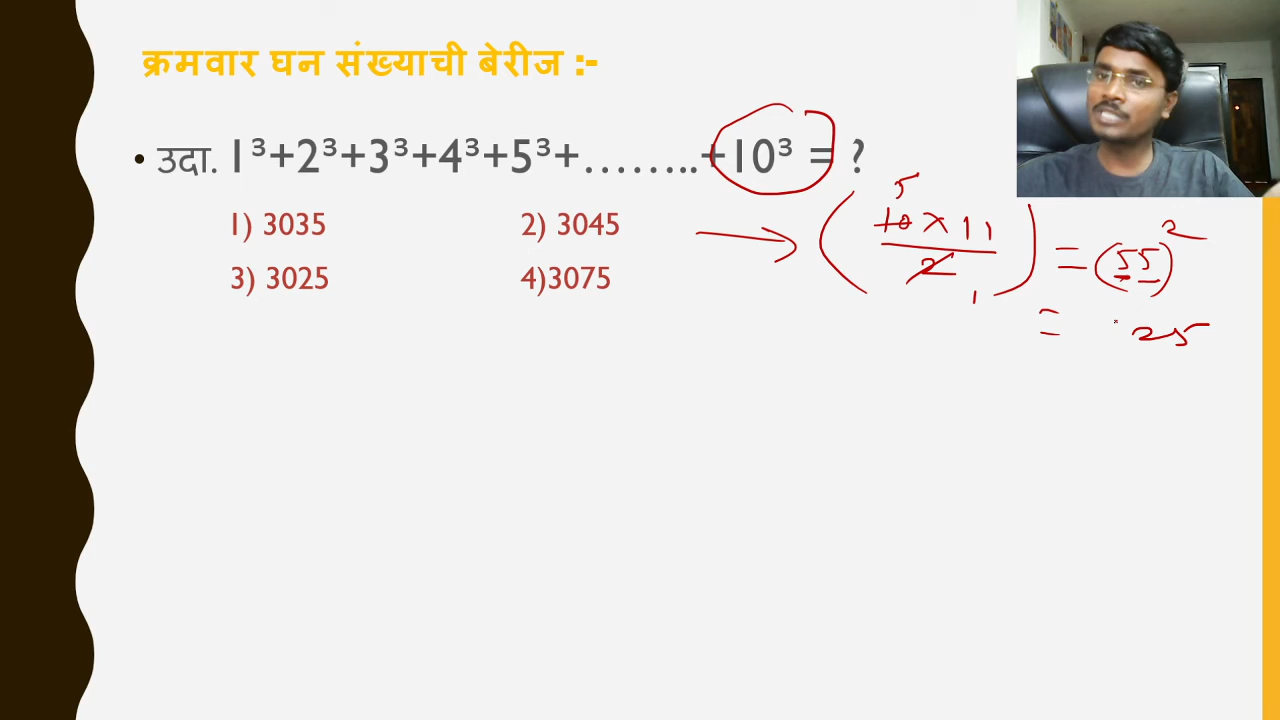 क्रमवार घन संख्याची बेरीज :-
• उदा. 1³+2³+3³+4³+5³+……..+10³ = ?
1) 3035 2) 3045
3) 3025 4)3075
5
→ (10 x 11 / 2) = (55)²
1
= 25